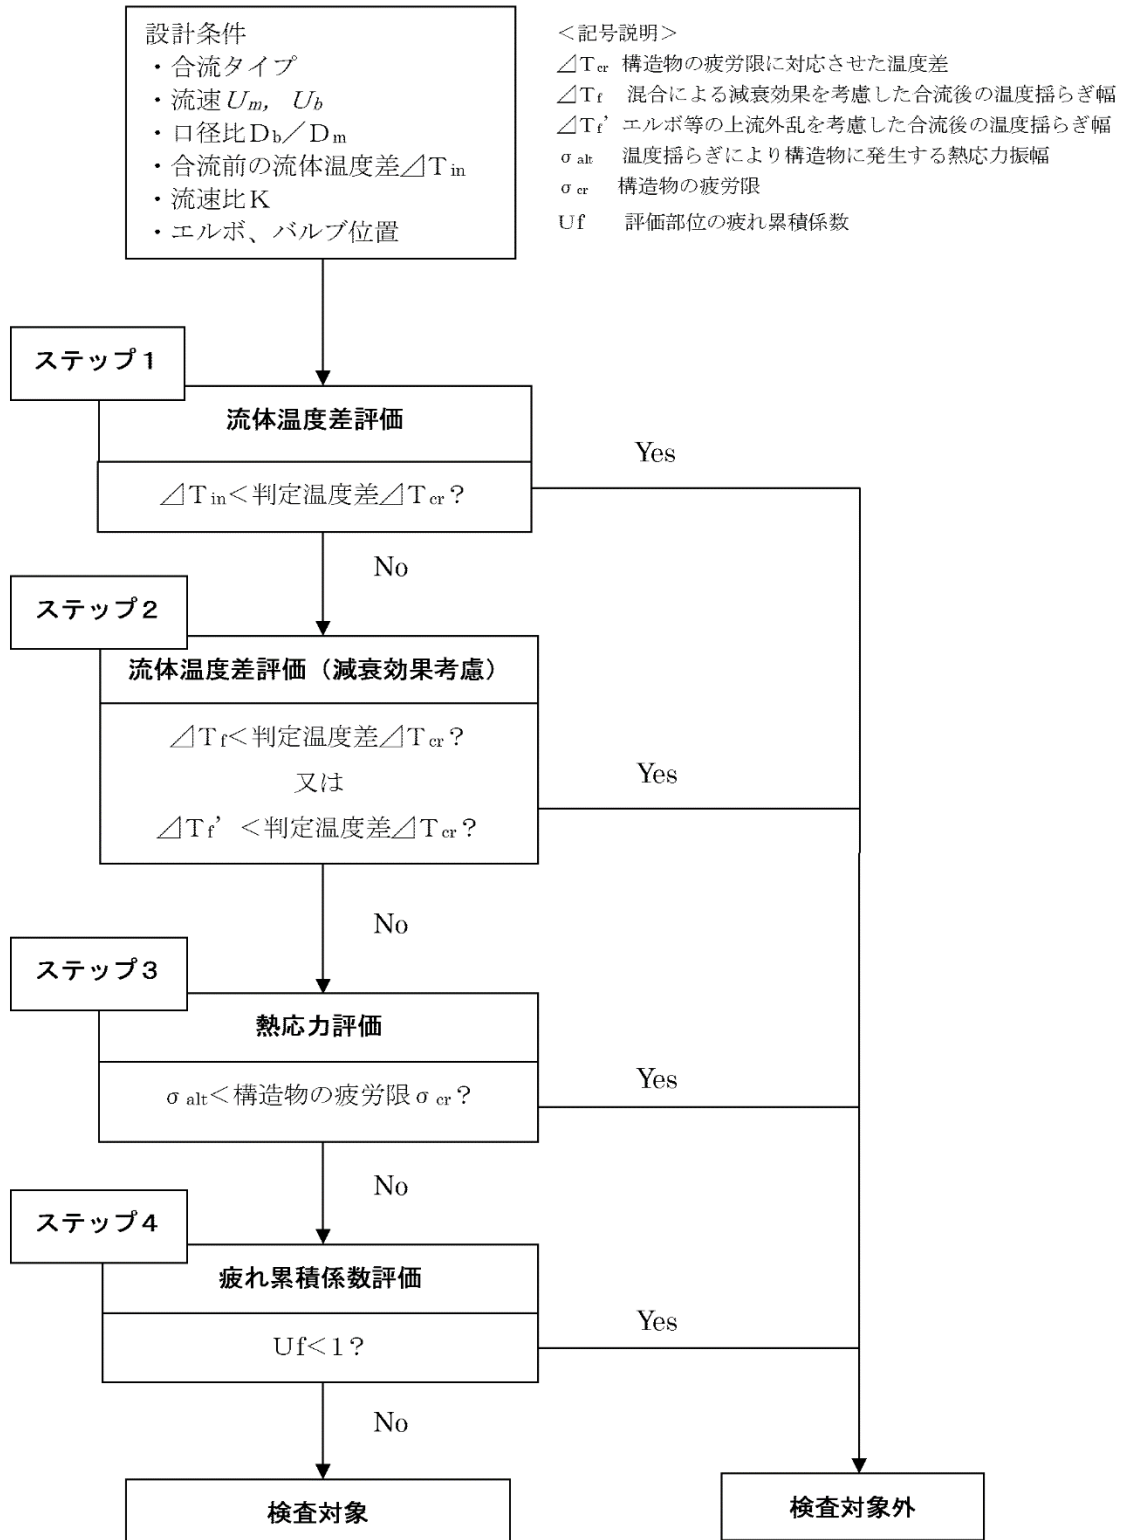 設計条件
・合流タイプ
・流速Um, Ub
・口径比Db／Dm
・合流前の流体温度差⊿Tin
・流速比K
・エルボ、バルブ位置
＜記号説明＞
⊿Tcr 構造物の疲労限に対応させた温度差
⊿Tf 混合による減衰効果を考慮した合流後の温度揺らぎ幅
⊿Tf’ エルボ等の上流外乱を考慮した合流後の温度揺らぎ幅
σalt 温度揺らぎにより構造物に発生する熱応力振幅
σcr 構造物の疲労限
Uf 評価部位の疲れ累積係数
ステップ１
流体温度差評価
Yes
⊿Tin＜判定温度差⊿Tcr？
No
ステップ２
流体温度差評価（減衰効果考慮）
⊿Tf＜判定温度差⊿Tcr？
Yes
又は
⊿Tf’＜判定温度差⊿Tcr？
No
ステップ３
熱応力評価
Yes
σalt＜構造物の疲労限σcr？
No
ステップ４
疲れ累積係数評価
Yes
Uf＜1？
No
検査対象
検査対象外